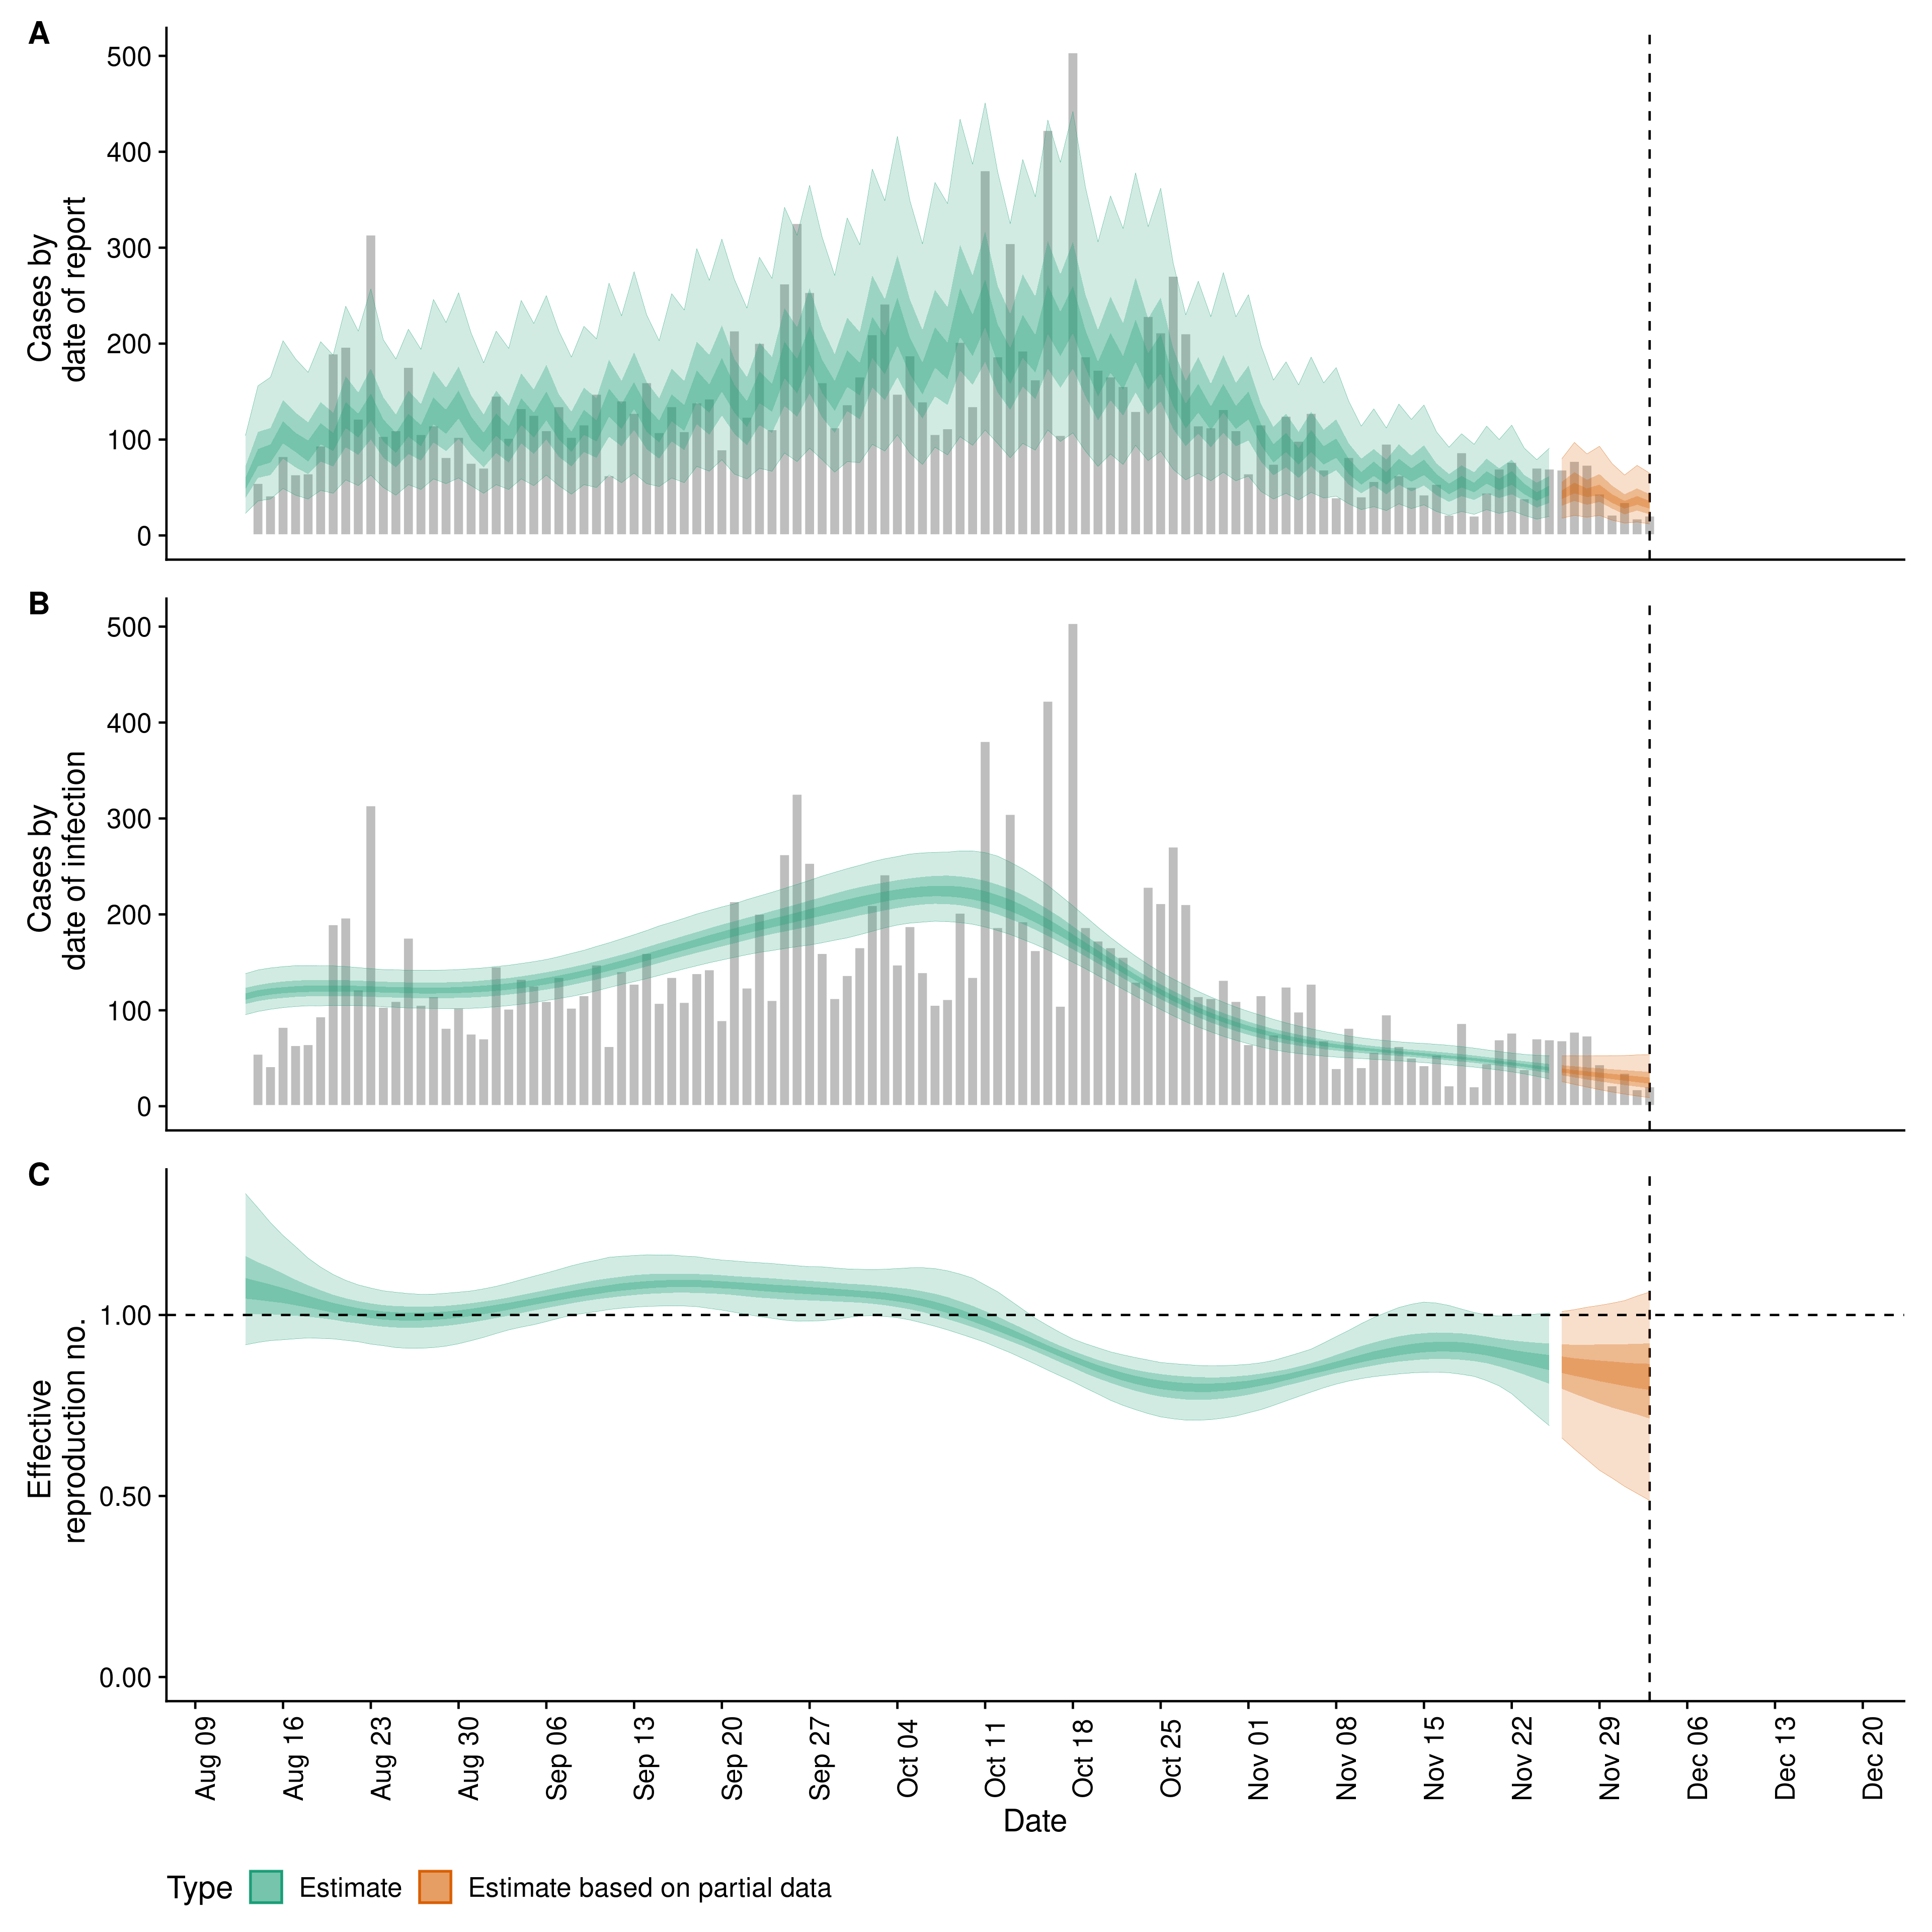 A
500
400
300
200
100
0
Cases by
date of report
B
500
400
300
200
100
0
Cases by
date of infection
C
1.00
0.50
0.00
Effective
reproduction no.
Aug 09
Aug 16
Aug 23
Aug 30
Sep 06
Sep 13
Sep 20
Sep 27
Oct 04
Oct 11
Oct 18
Oct 25
Nov 01
Nov 08
Nov 15
Nov 22
Nov 29
Dec 06
Dec 13
Dec 20
Date
Type Estimate Estimate based on partial data